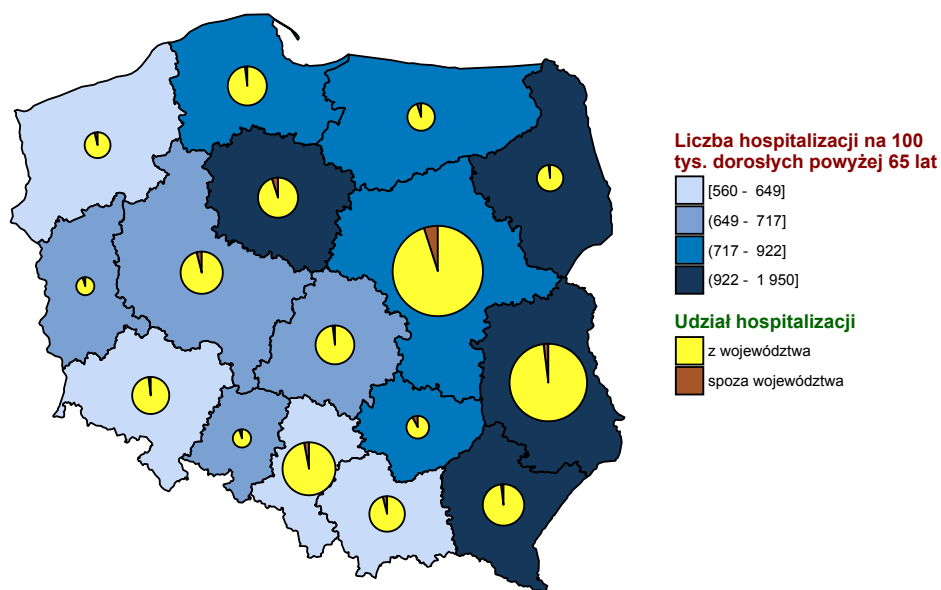 Liczba hospitalizacji na 100
tys. dorosłych powyżej 65 lat
[560 - 649]
(649 - 717]
(717 - 922]
(922 - 1 950]
Udział hospitalizacji
z województwa
spoza województwa